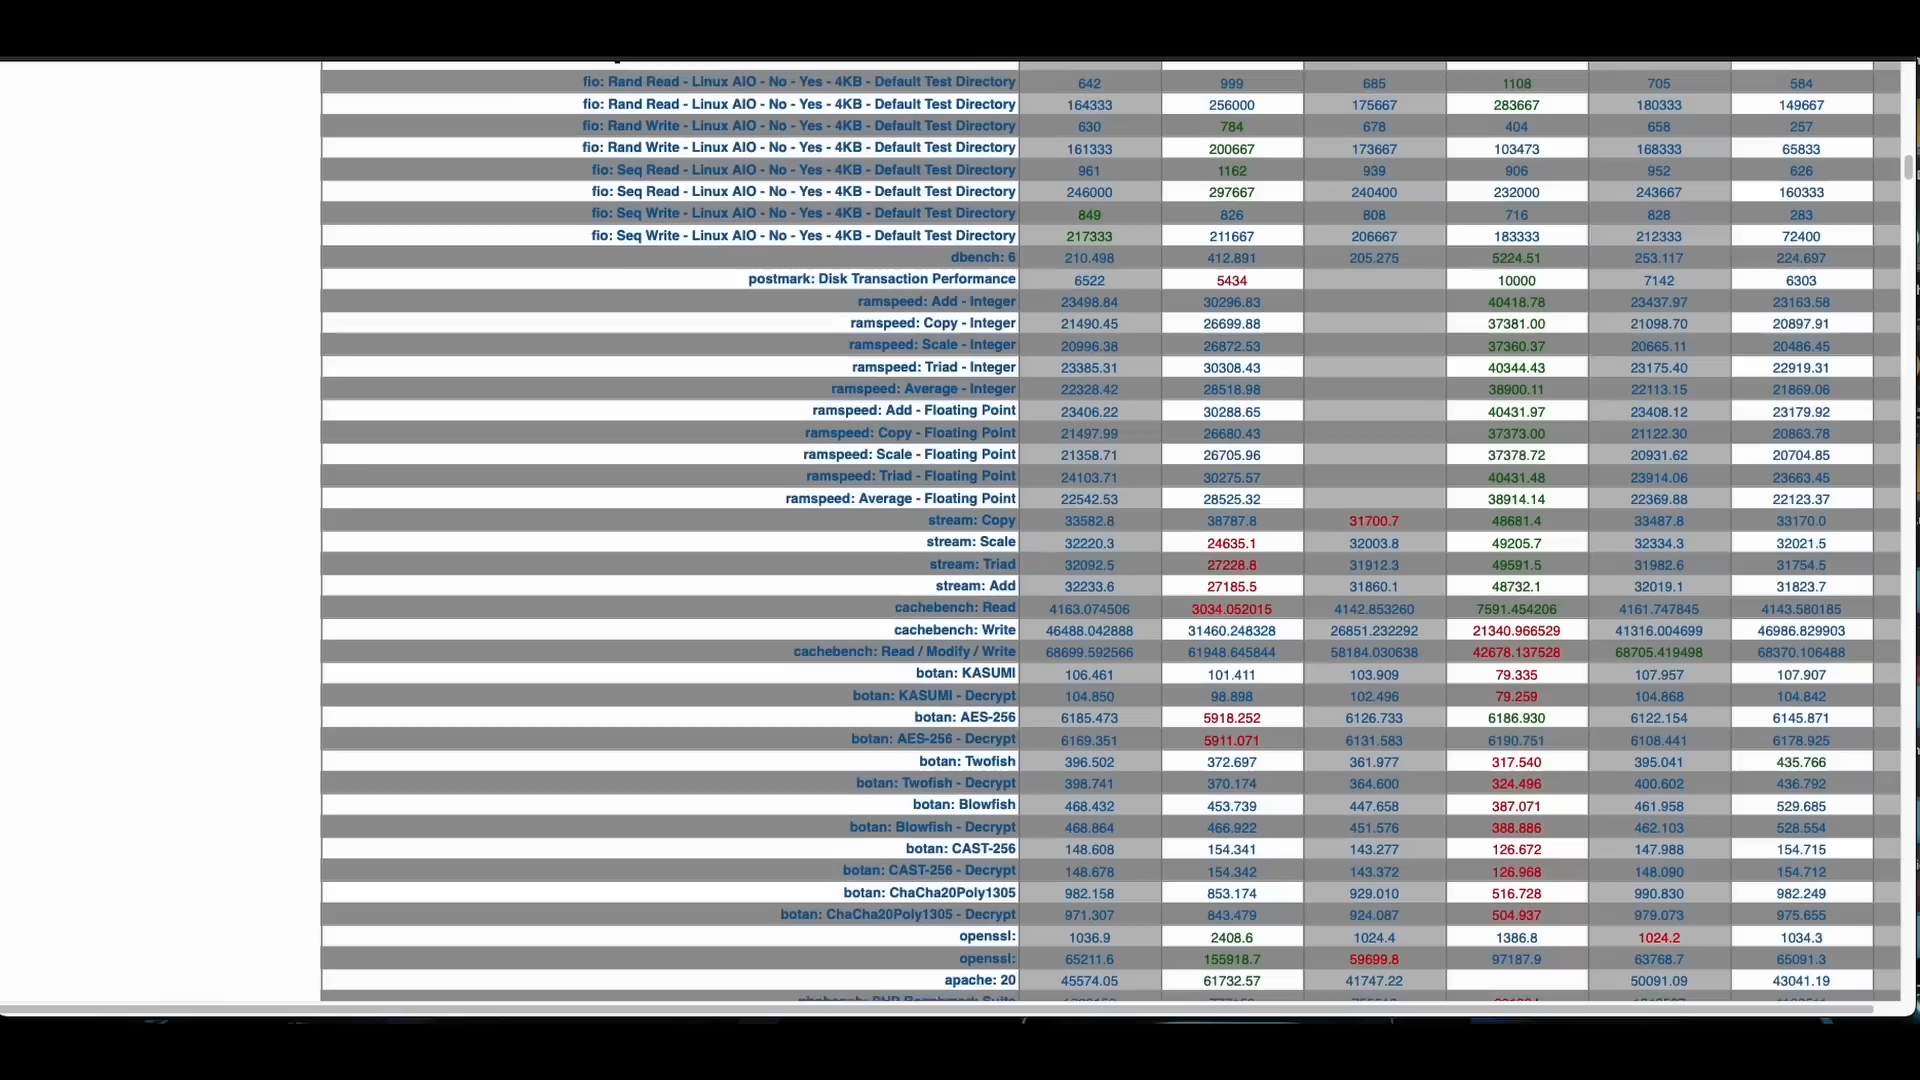 fio: Rand Read - Linux AIO - No - Yes - 4KB - Default Test Directory 642 999 685 1108 705 584
fio: Rand Read - Linux AIO - No - Yes - 4KB - Default Test Directory 164333 256000 175667 283667 180333 149667
fio: Rand Write - Linux AIO - No - Yes - 4KB - Default Test Directory 630 784 678 404 658 257
fio: Rand Write - Linux AIO - No - Yes - 4KB - Default Test Directory 161333 200667 173667 103473 168333 65833
fio: Seq Read - Linux AIO - No - Yes - 4KB - Default Test Directory 961 1162 939 906 952 626
fio: Seq Read - Linux AIO - No - Yes - 4KB - Default Test Directory 246000 297667 240400 232000 243667 160333
fio: Seq Write - Linux AIO - No - Yes - 4KB - Default Test Directory 849 826 808 716 828 283
fio: Seq Write - Linux AIO - No - Yes - 4KB - Default Test Directory 217333 211667 206667 183333 212333 72400
dbench: 6 210.498 412.891 205.275 5224.51 253.117 224.697
postmark: Disk Transaction Performance 6522 5434 10000 7142 6303
ramspeed: Add - Integer 23498.84 30296.83 40418.78 23437.97 23163.58
ramspeed: Copy - Integer 21490.45 26699.88 37381.00 21098.70 20897.91
ramspeed: Scale - Integer 20996.38 26872.53 37360.37 20665.11 20486.45
ramspeed: Triad - Integer 23385.31 30308.43 40344.43 23175.40 22919.31
ramspeed: Average - Integer 22328.42 28518.98 38900.11 22113.15 21869.06
ramspeed: Add - Floating Point 23406.22 30288.65 40431.97 23408.12 23179.92
ramspeed: Copy - Floating Point 21497.99 26680.43 37373.00 21122.30 20863.78
ramspeed: Scale - Floating Point 21358.71 26705.96 37378.72 20931.62 20704.85
ramspeed: Triad - Floating Point 24103.71 30275.57 40431.48 23914.06 23663.45
ramspeed: Average - Floating Point 22542.53 28525.32 38914.14 22369.88 22123.37
stream: Copy 33582.8 38787.8 31700.7 48681.4 33487.8 33170.0
stream: Scale 32220.3 24635.1 32003.8 49205.7 32334.3 32021.5
stream: Triad 32092.5 27228.8 31912.3 49591.5 31982.6 31754.5
stream: Add 32233.6 27185.5 31860.1 48732.1 32019.1 31823.7
cachebench: Read 4163.074506 3034.052015 4142.853260 7591.454206 4161.747845 4143.580185
cachebench: Write 46488.042888 31460.248328 26851.232292 21340.966529 41316.004699 46986.829903
cachebench: Read / Modify / Write 68699.592566 61948.645844 58184.030638 42678.137528 68705.419498 68370.106488
botan: KASUMI 106.461 101.411 103.909 79.335 107.957 107.907
botan: KASUMI - Decrypt 104.850 98.898 102.496 79.259 104.868 104.842
botan: AES-256 6185.473 5918.252 6126.733 6186.930 6122.154 6145.871
botan: AES-256 - Decrypt 6169.351 5911.071 6131.583 6190.751 6108.441 6178.925
botan: Twofish 396.502 372.697 361.977 317.540 395.041 435.766
botan: Twofish - Decrypt 398.741 370.174 364.600 324.496 400.602 436.792
botan: Blowfish 468.432 453.739 447.658 387.071 461.958 529.685
botan: Blowfish - Decrypt 468.864 466.922 451.576 388.886 462.103 528.554
botan: CAST-256 148.608 154.341 143.277 126.672 147.988 154.715
botan: CAST-256 - Decrypt 148.678 154.342 143.372 126.968 148.090 154.712
botan: ChaCha20Poly1305 982.158 853.174 929.010 516.728 990.830 982.249
botan: ChaCha20Poly1305 - Decrypt 971.307 843.479 924.087 504.937 979.073 975.655
openssl: 1036.9 2408.6 1024.4 1386.8 1024.2 1034.3
openssl: 65211.6 155918.7 59699.8 97187.9 63768.7 65091.3
apache: 20 45574.05 61732.57 41747.22 50091.09 43041.19